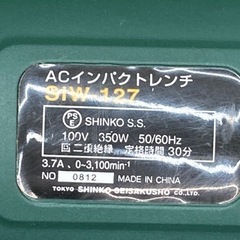 ACインパクトレンチ
SIW 127
PS E SHINKO S.S.
100V 350W 50/60Hz
回 二重絶縁 定格時間 30分
3.7A 0~3,100min⁻¹
NO 0812 MADE IN CHINA
TOKYO SHINKO SEISAKUSHO CO.,LTD.